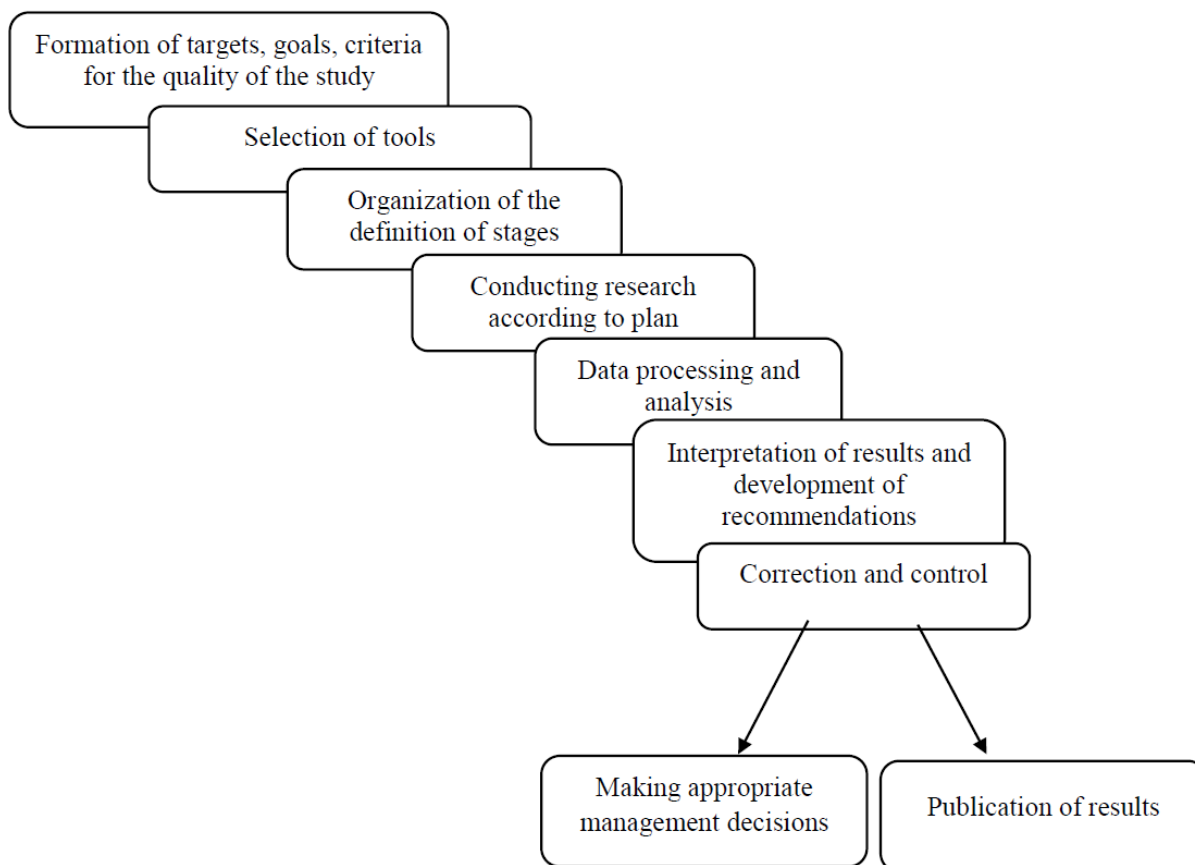 Formation of targets, goals, criteria
for the quality of the study
Selection of tools
Organization of the
definition of stages
Conducting research
according to plan
Data processing and
analysis
Interpretation of results and
development of
recommendations
Correction and control
Making appropriate
management decisions
Publication of results